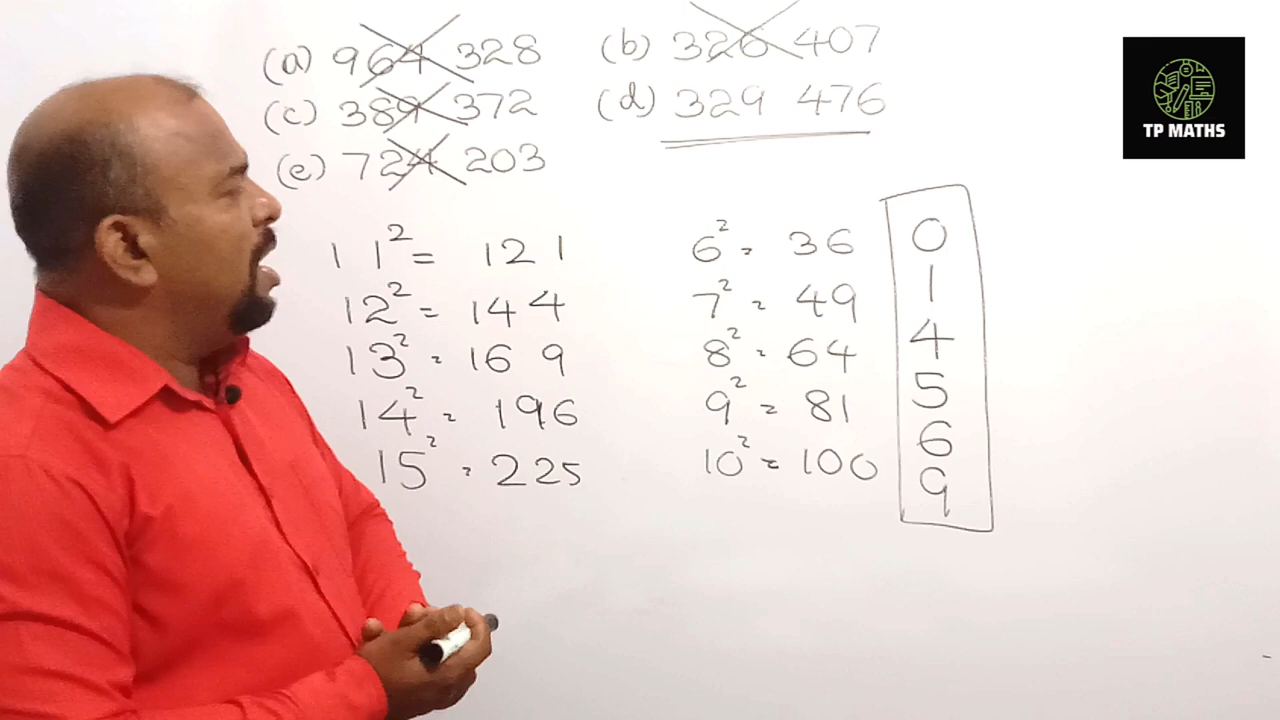 (a) 964 328 (b) 326 407
(c) 389 372 (d) 329 476
(e) 724 203
TP MATHS
11² = 121 6² = 36 0
12² = 144 7² = 49 1
13² = 169 8² = 64 4
14² = 196 9² = 81 5
15² = 225 10² = 100 6
9